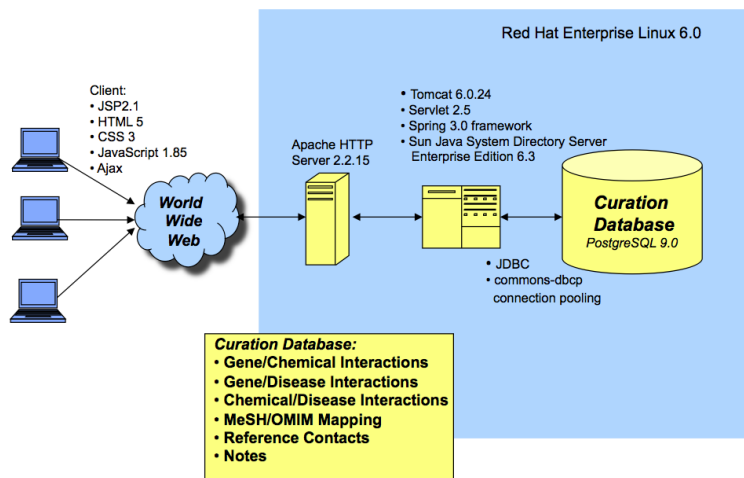 Red Hat Enterprise Linux 6.0
Client:
• JSP2.1
• HTML 5
• CSS 3
• JavaScript 1.85
• Ajax
World
Wide
Web
Apache HTTP
Server 2.2.15
• Tomcat 6.0.24
• Servlet 2.5
• Spring 3.0 framework
• Sun Java System Directory Server
Enterprise Edition 6.3
Curation
Database
PostgreSQL 9.0
• JDBC
• commons-dbcp
connection pooling
Curation Database:
• Gene/Chemical Interactions
• Gene/Disease Interactions
• Chemical/Disease Interactions
• MeSH/OMIM Mapping
• Reference Contacts
• Notes